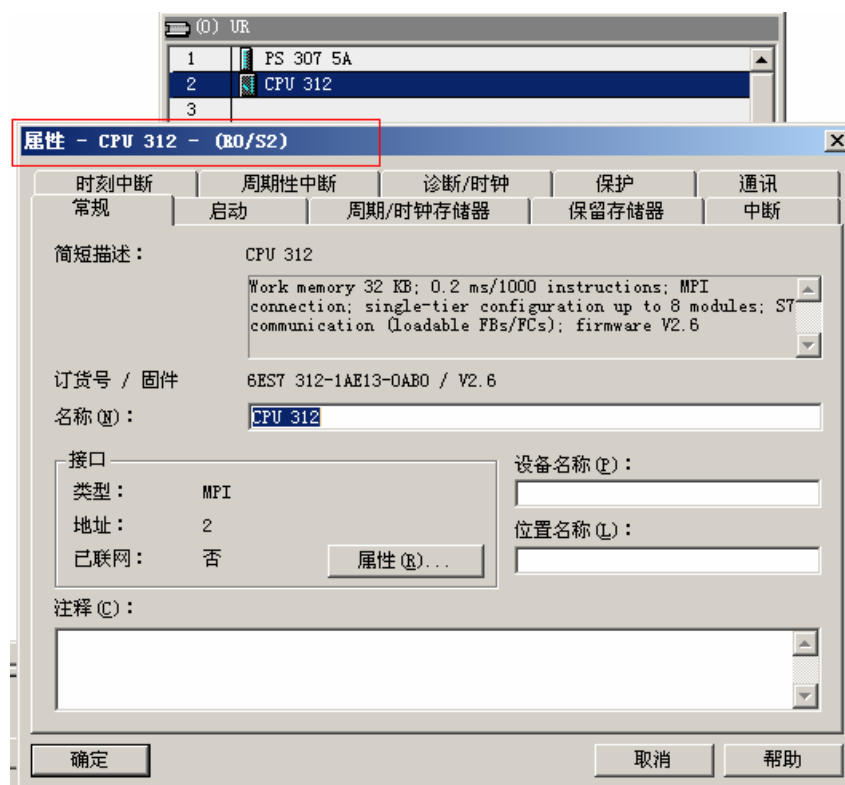 (0) UR
1 PS 307 5A
2 CPU 312
3
属性 - CPU 312 - (R0/S2)
时刻中断 周期性中断 诊断/时钟 保护 通讯
常规 启动 周期/时钟存储器 保留存储器 中断
简短描述： CPU 312
Work memory 32 KB; 0.2 ms/1000 instructions; MPI
connection; single-tier configuration up to 8 modules; S7
communication (loadable FBs/FCs); firmware V2.6
订货号 / 固件 6ES7 312-1AE13-0AB0 / V2.6
名称(N)： CPU 312
接口
设备名称(P)：
类型： MPI
地址： 2
位置名称(L)：
已联网： 否 属性(R)...
注释(C)：
确定 取消 帮助